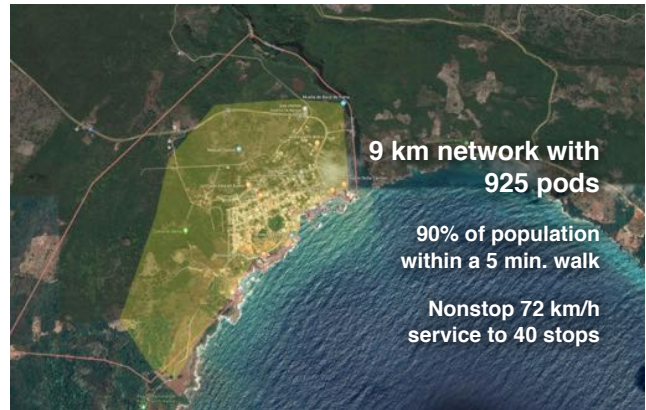 9 km network with
925 pods
90% of population
within a 5 min. walk
Nonstop 72 km/h
service to 40 stops